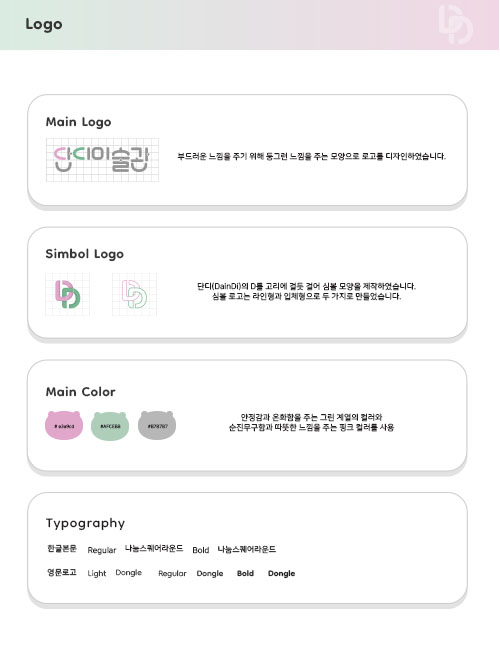 Logo
Main Logo
단디미술관
부드러운 느낌을 주기 위해 둥그런 느낌을 주는 모양으로 로고를 디자인하였습니다.
Simbol Logo
단디(DainDi)의 D를 고리에 걸듯 걸어 심볼 모양을 제작하였습니다.
심볼 로고는 라인형과 입체형으로 두 가지로 만들었습니다.
Main Color
#e3a9cd #AFCEBB #B7B7B7
안정감과 온화함을 주는 그린 계열의 컬러와
순진무구함과 따뜻한 느낌을 주는 핑크 컬러를 사용
Typography
한글본문 Regular 나눔스퀘어라운드 Bold 나눔스퀘어라운드
영문로고 Light Dongle Regular Dongle Bold Dongle